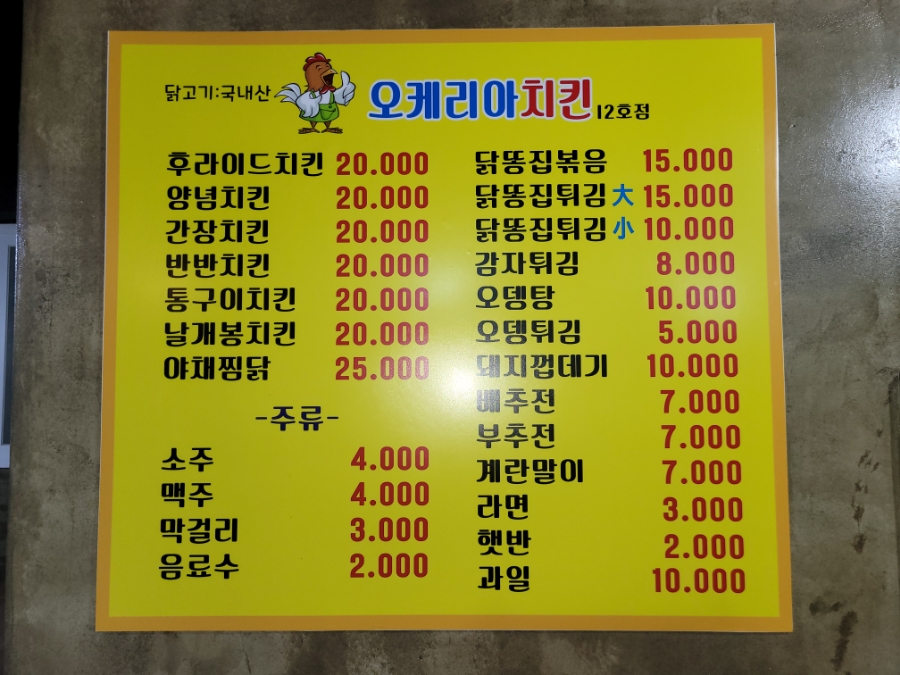 닭고기:국내산
오케리아치킨 12호점
후라이드치킨 20.000
양념치킨 20.000
간장치킨 20.000
반반치킨 20.000
통구이치킨 20.000
날개봉치킨 20.000
야채찜닭 25.000
-주류-
소주 4.000
맥주 4.000
막걸리 3.000
음료수 2.000
닭똥집볶음 15.000
닭똥집튀김 大 15.000
닭똥집튀김 小 10.000
감자튀김 8.000
오뎅탕 10.000
오뎅튀김 5.000
돼지껍데기 10.000
배추전 7.000
부추전 7.000
계란말이 7.000
라면 3.000
햇반 2.000
과일 10.000